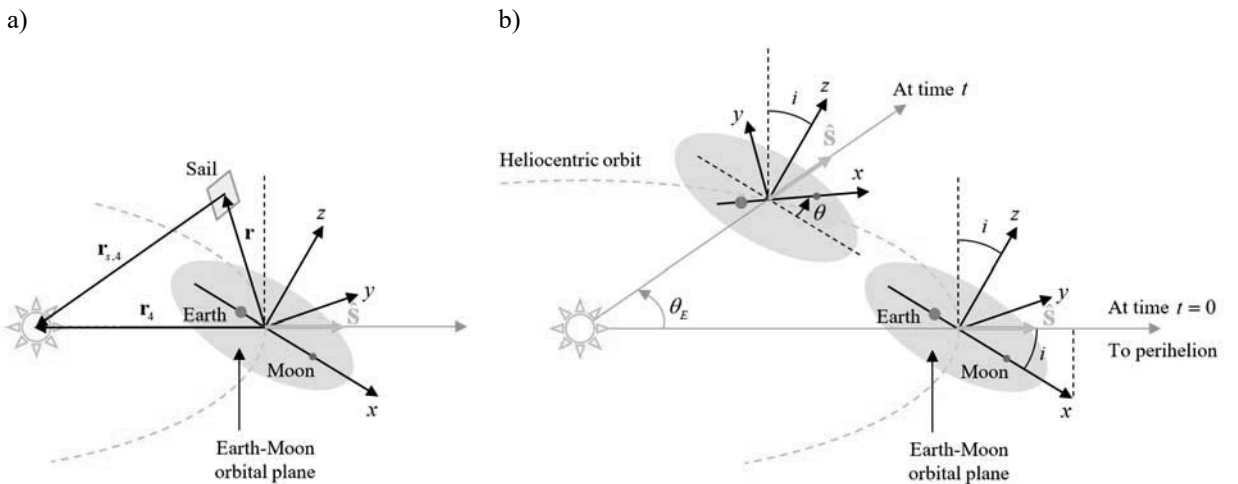 a)
Sail
r
r_{s,4}
z
r_4
Earth
y
Ŝ
Moon
x
Earth-Moon
orbital plane
b)
At time t
i
z
y
Ŝ
Heliocentric orbit
x
θ
i
z
θ_E
Earth
y
Ŝ
At time t = 0
To perihelion
Moon
i
x
Earth-Moon
orbital plane